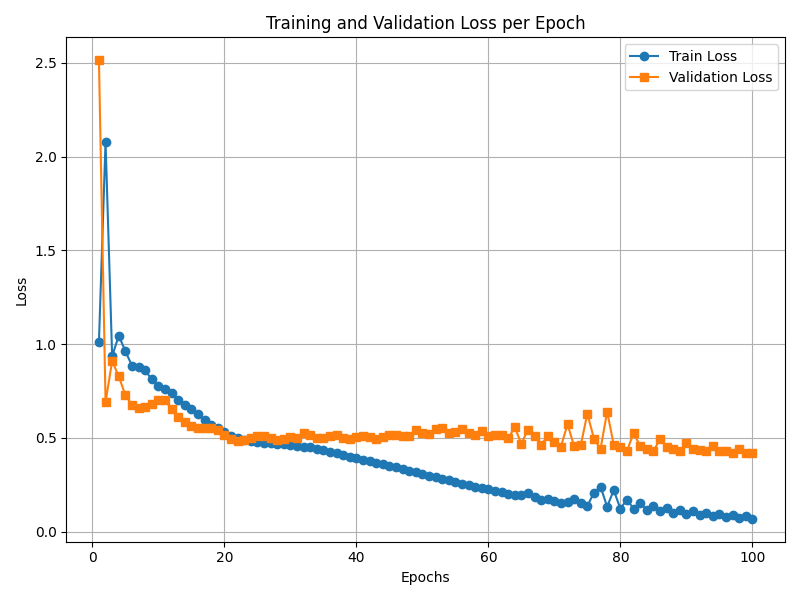 Training and Validation Loss per Epoch
Train Loss
Validation Loss
2.5
2.0
1.5
1.0
0.5
0.0
Loss
0 20 40 60 80 100
Epochs